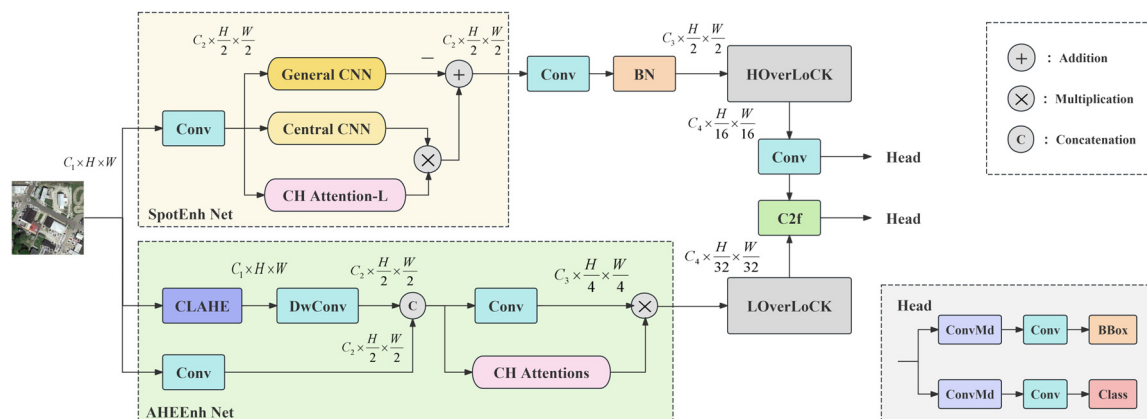 C₂ × H/2 × W/2
C₂ × H/2 × W/2
General CNN
−
+
Conv
Central CNN
×
CH Attention-L
SpotEnh Net
C₁ × H × W
Conv
BN
C₃ × H/2 × W/2
HOverLoCK
C₄ × H/16 × W/16
Conv
Head
C2f
Head
C₄ × H/32 × W/32
LOverLoCK
C₁ × H × W
CLAHE
DwConv
C₂ × H/2 × W/2
C
C₂ × H/2 × W/2
Conv
Conv
C₃ × H/4 × W/4
×
CH Attentions
AHEEnh Net
+ : Addition
× : Multiplication
C : Concatenation
Head
ConvMd
Conv
BBox
ConvMd
Conv
Class